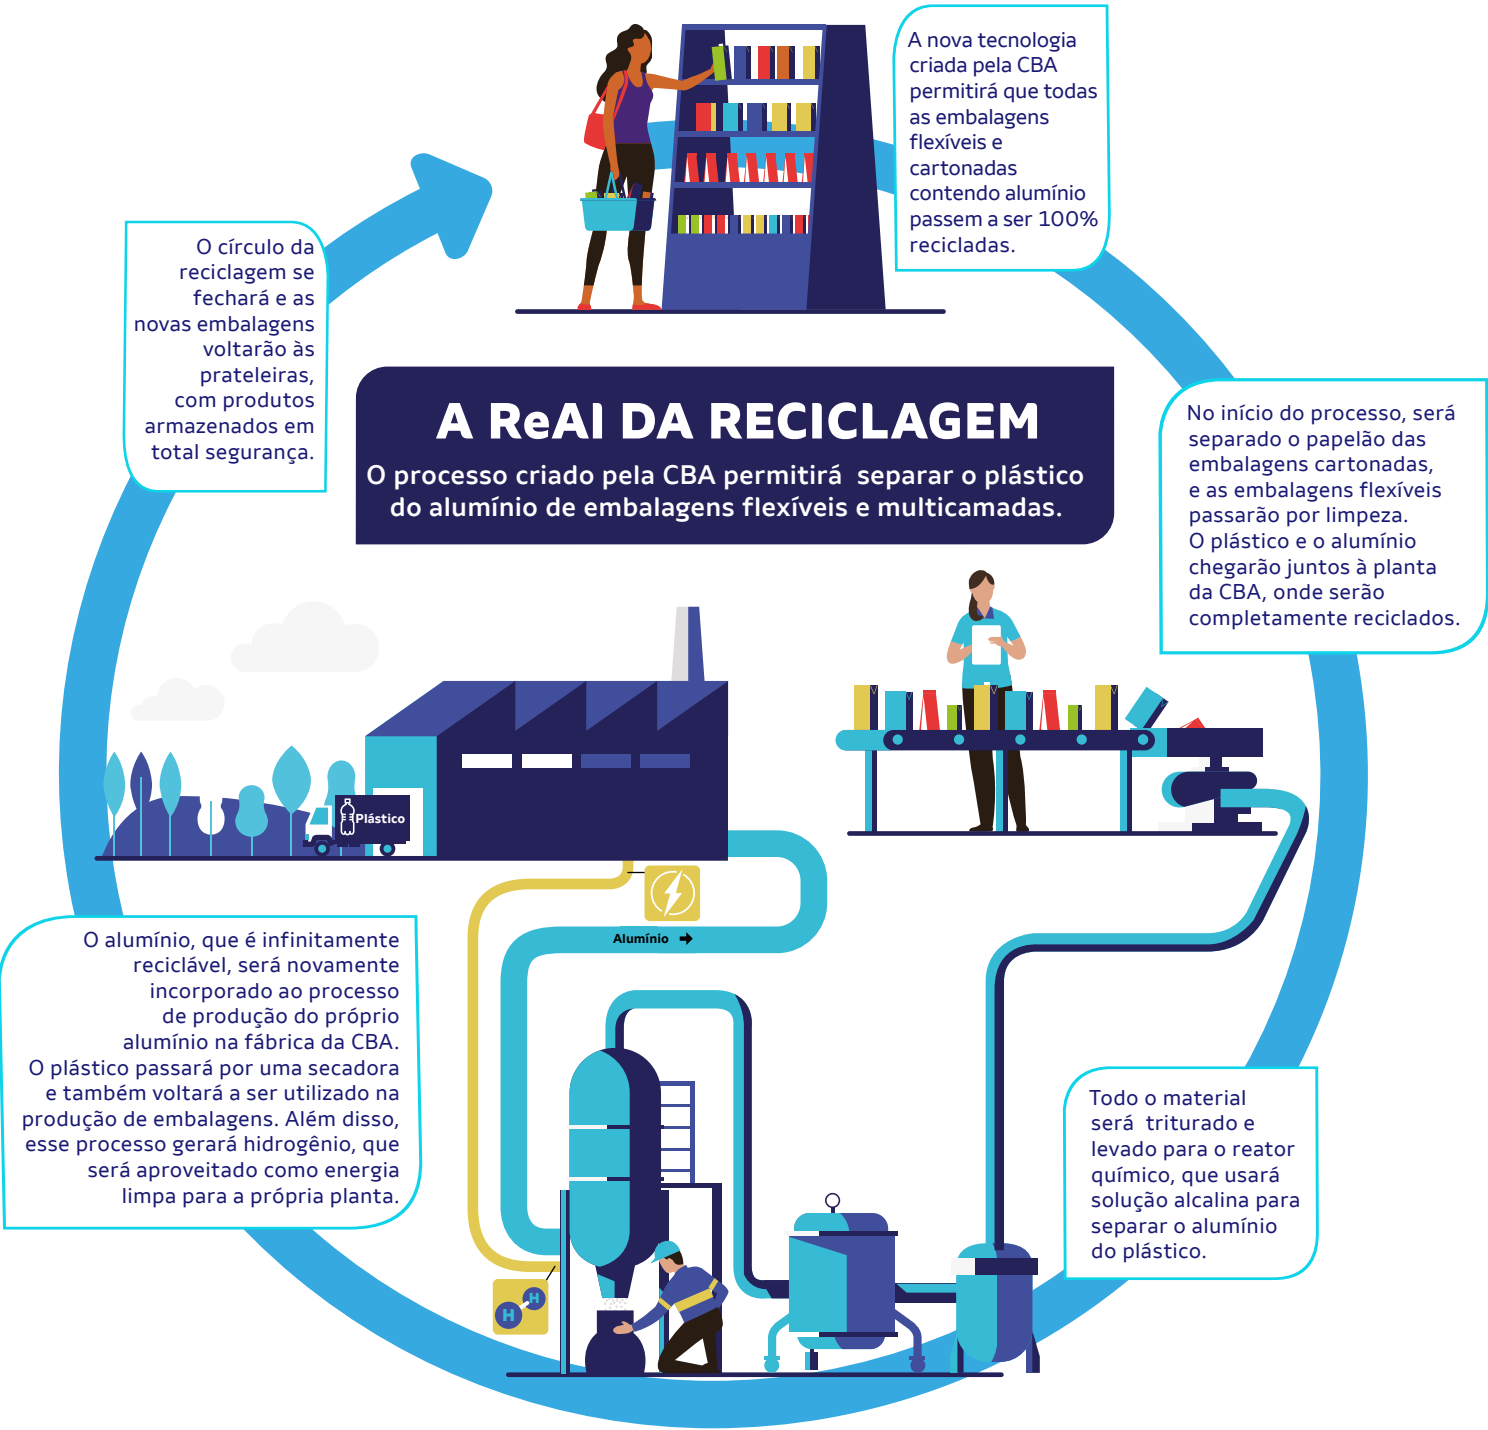 A nova tecnologia
criada pela CBA
permitirá que todas
as embalagens
flexíveis e
cartonadas
contendo alumínio
passem a ser 100%
recicladas.
O círculo da
reciclagem se
fechará e as
novas embalagens
voltarão às
prateleiras,
com produtos
armazenados em
total segurança.
A ReAl DA RECICLAGEM
O processo criado pela CBA permitirá separar o plástico
do alumínio de embalagens flexíveis e multicamadas.
No início do processo, será
separado o papelão das
embalagens cartonadas,
e as embalagens flexíveis
passarão por limpeza.
O plástico e o alumínio
chegarão juntos à planta
da CBA, onde serão
completamente reciclados.
Plástico
Alumínio
O alumínio, que é infinitamente
reciclável, será novamente
incorporado ao processo
de produção do próprio
alumínio na fábrica da CBA.
O plástico passará por uma secadora
e também voltará a ser utilizado na
produção de embalagens. Além disso,
esse processo gerará hidrogênio, que
será aproveitado como energia
limpa para a própria planta.
Todo o material
será triturado e
levado para o reator
químico, que usará
solução alcalina para
separar o alumínio
do plástico.
H
H